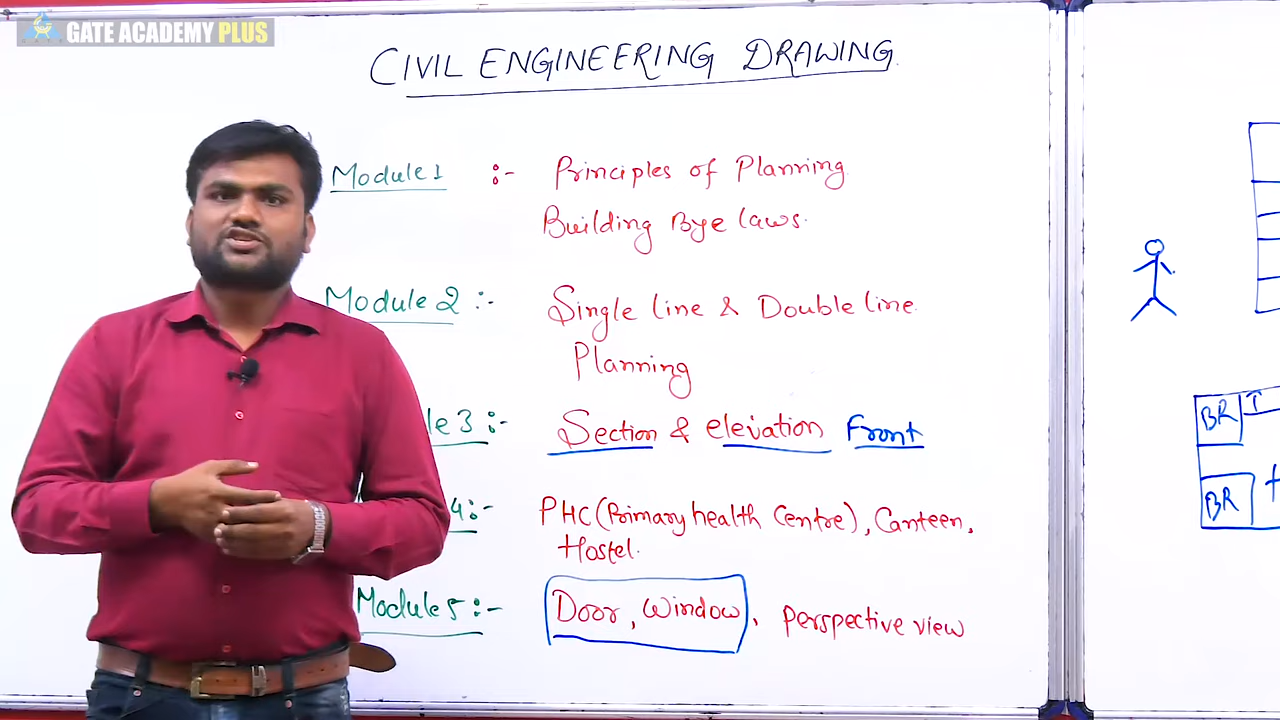 GATE ACADEMY PLUS
CIVIL ENGINEERING DRAWING
Module 1 :- Principles of Planning
Building Bye laws.
Module 2 :- Single line & Double line
Planning
le 3 :- Section & elevation Front
4 :- PHC (Primary health Centre), Canteen,
Hostel.
Module 5 :- Door, Window, perspective view
BR
BR